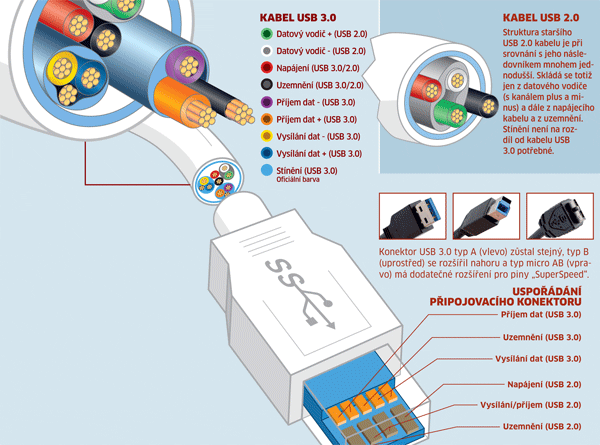 KABEL USB 3.0
Datový vodič + (USB 2.0)
Datový vodič - (USB 2.0)
Napájení (USB 3.0/2.0)
Uzemnění (USB 3.0/2.0)
Příjem dat - (USB 3.0)
Příjem dat + (USB 3.0)
Vysílání dat - (USB 3.0)
Vysílání dat + (USB 3.0)
Stínění (USB 3.0)
Oficiální barva
KABEL USB 2.0
Struktura staršího
USB 2.0 kabelu je při
srovnání s jeho násle-
dovníkem mnohem jed-
nodušší. Skládá se totiž
jen z datového vodiče
(s kanálem plus a mi-
nus) a dále z napájecího
kabelu a z uzemnění.
Stínění není na roz-
díl od kabelu USB
3.0 potřebné.
Konektor USB 3.0 typ A (vlevo) zůstal stejný, typ B
(uprostřed) se rozšířil nahoru a typ micro AB (vpra-
vo) má dodatečné rozšíření pro piny „SuperSpeed”.
USPOŘÁDÁNÍ
PŘIPOJOVACÍHO KONEKTORU
Příjem dat (USB 3.0)
Uzemnění (USB 3.0)
Vysílání dat (USB 3.0)
Napájení (USB 2.0)
Vysílání/příjem (USB 2.0)
Uzemnění (USB 2.0)
SS